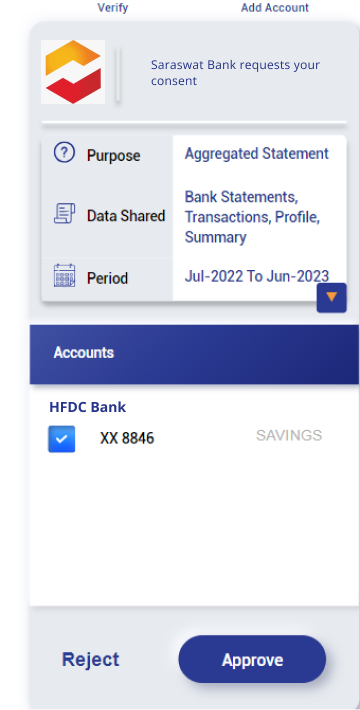 Verify Add Account
Saraswat Bank requests your
consent
Purpose Aggregated Statement
Data Shared Bank Statements,
Transactions, Profile,
Summary
Period Jul-2022 To Jun-2023
Accounts
HFDC Bank
XX 8846 SAVINGS
Reject Approve